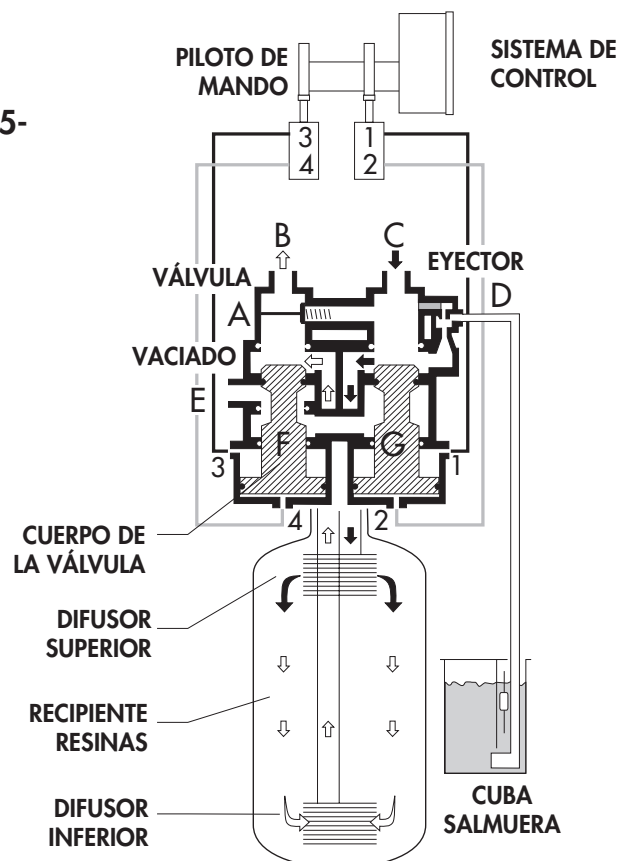 PILOTO DE
MANDO
SISTEMA DE
CONTROL
5-
3
4
1
2
B
C
VÁLVULA
EYECTOR
A
D
VACIADO
E
F
G
3
1
4
2
CUERPO DE
LA VÁLVULA
DIFUSOR
SUPERIOR
RECIPIENTE
RESINAS
DIFUSOR
INFERIOR
CUBA
SALMUERA